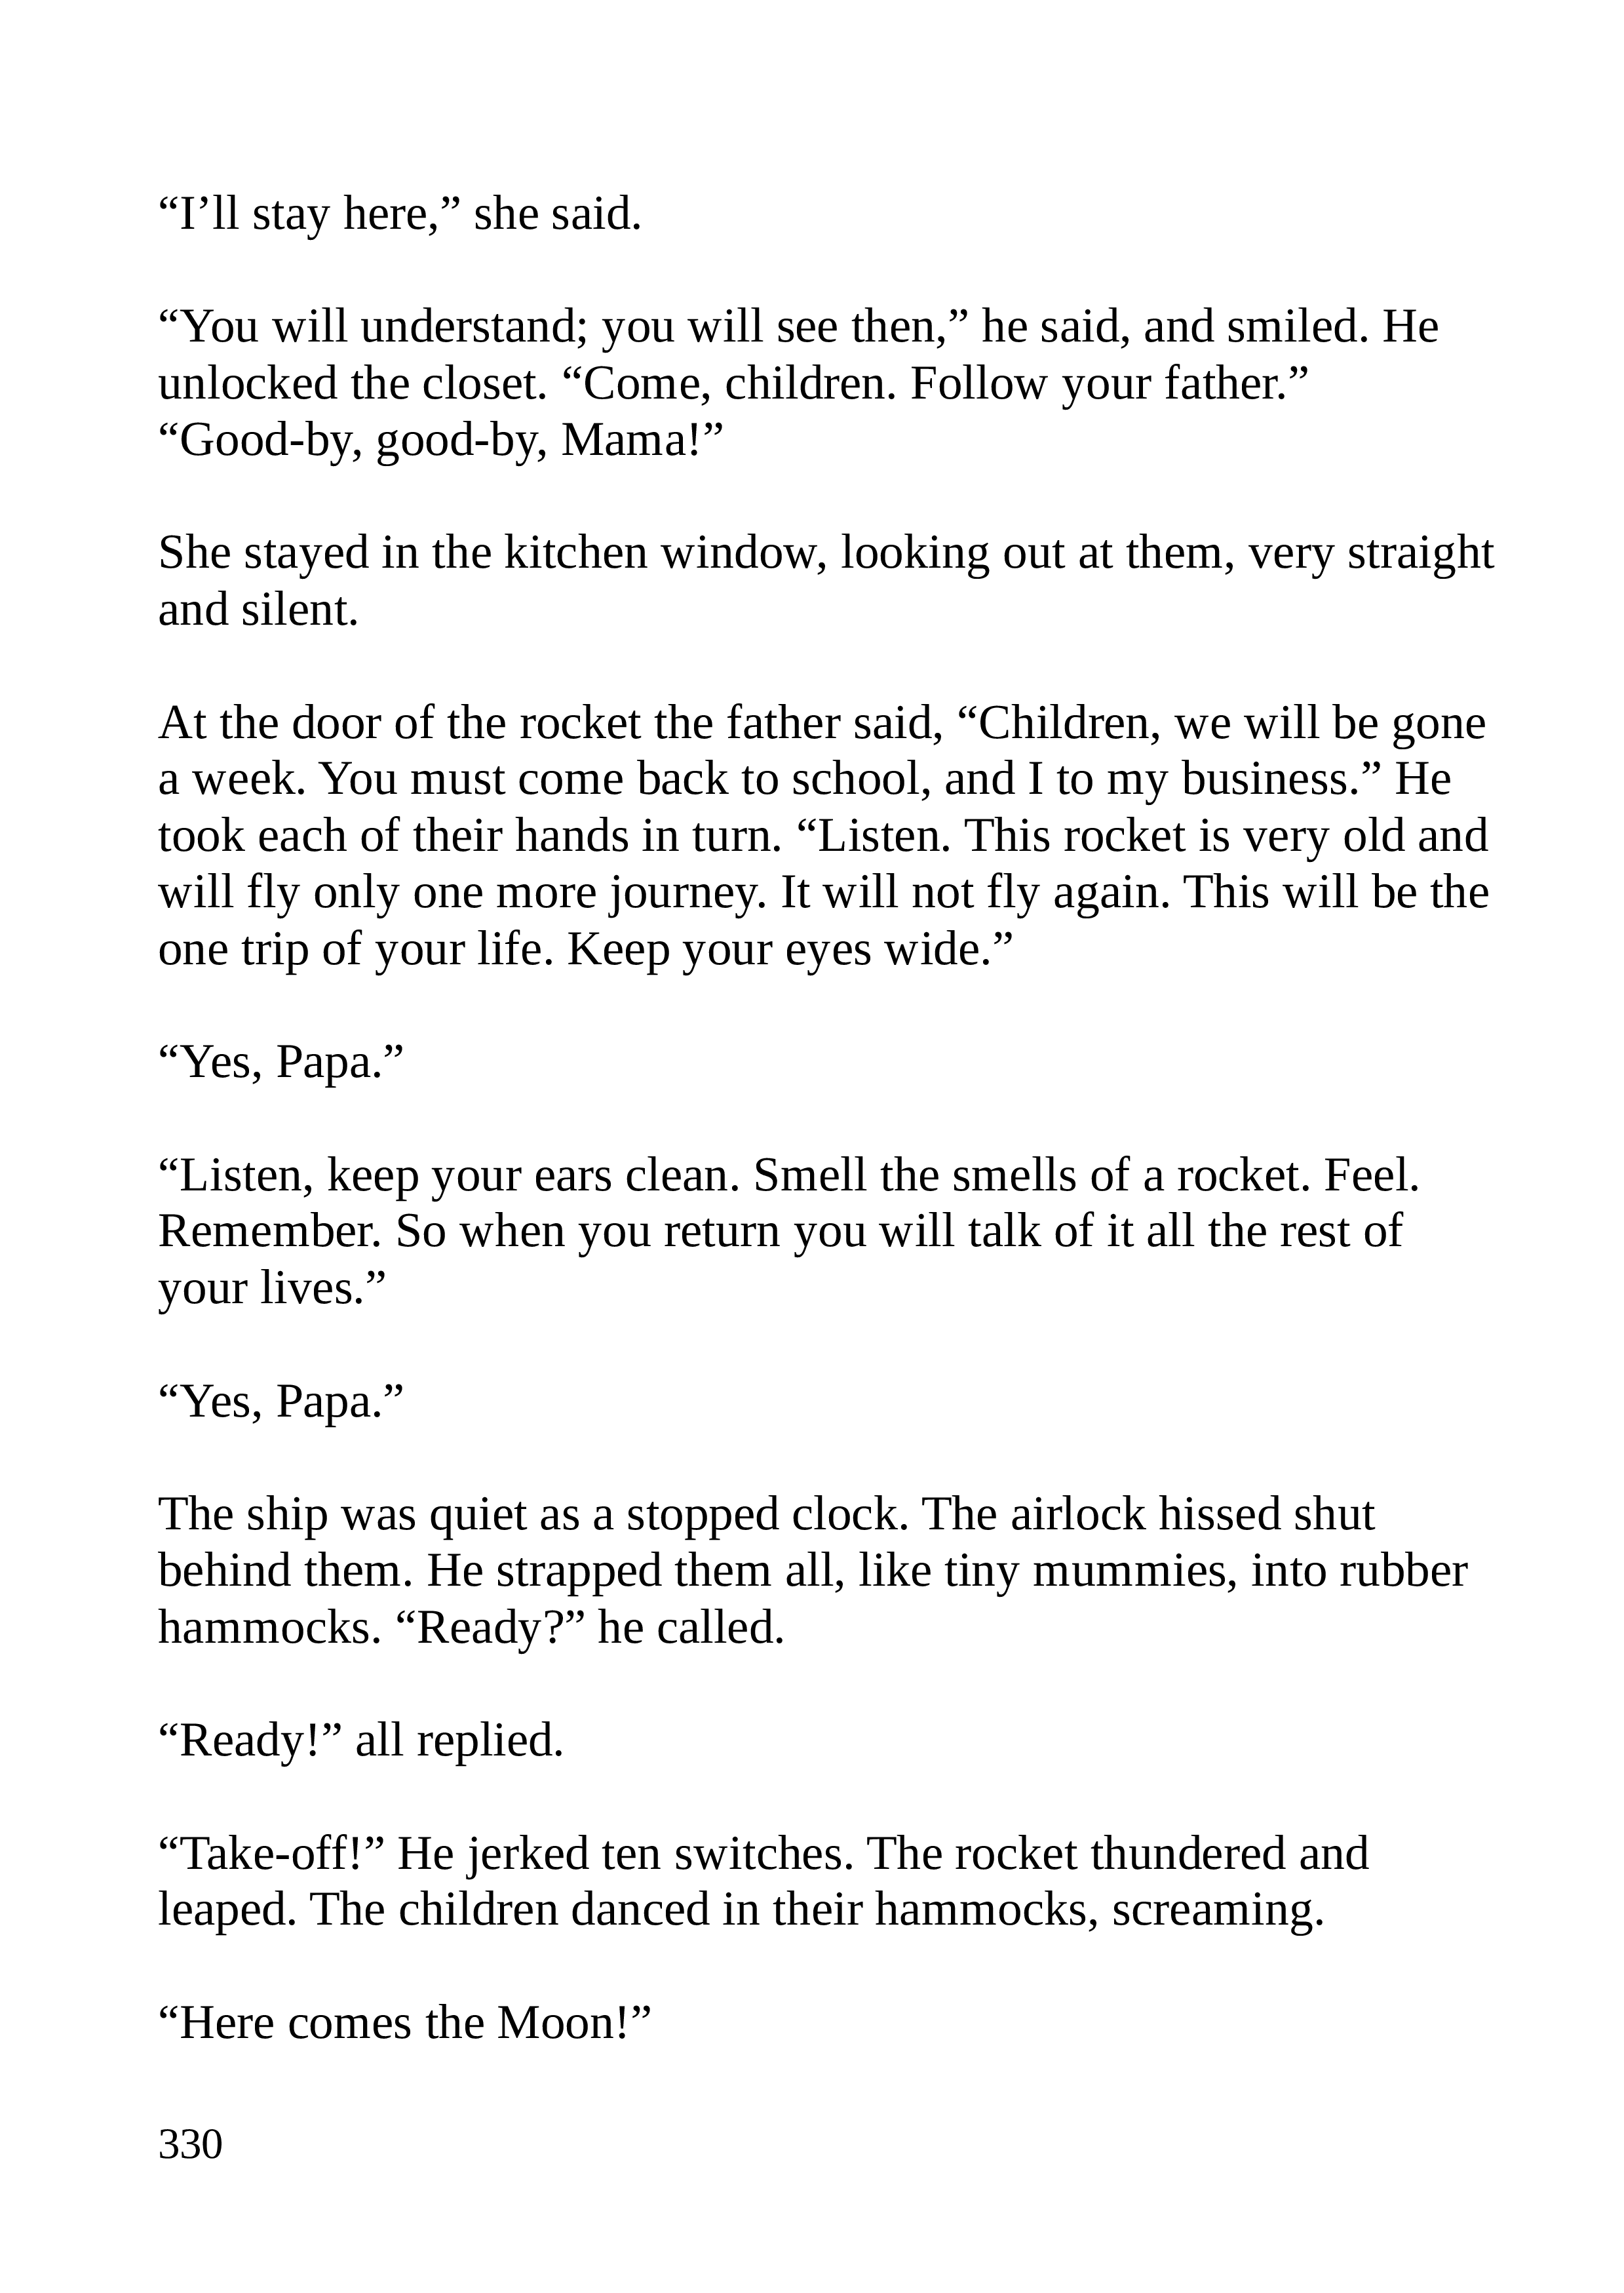 “I’ll stay here,” she said.
“You will understand; you will see then,” he said, and smiled. He
unlocked the closet. “Come, children. Follow your father.”
“Good-by, good-by, Mama!”
She stayed in the kitchen window, looking out at them, very straight
and silent.
At the door of the rocket the father said, “Children, we will be gone
a week. You must come back to school, and I to my business.” He
took each of their hands in turn. “Listen. This rocket is very old and
will fly only one more journey. It will not fly again. This will be the
one trip of your life. Keep your eyes wide.”
“Yes, Papa.”
“Listen, keep your ears clean. Smell the smells of a rocket. Feel.
Remember. So when you return you will talk of it all the rest of
your lives.”
“Yes, Papa.”
The ship was quiet as a stopped clock. The airlock hissed shut
behind them. He strapped them all, like tiny mummies, into rubber
hammocks. “Ready?” he called.
“Ready!” all replied.
“Take-off!” He jerked ten switches. The rocket thundered and
leaped. The children danced in their hammocks, screaming.
“Here comes the Moon!”
330